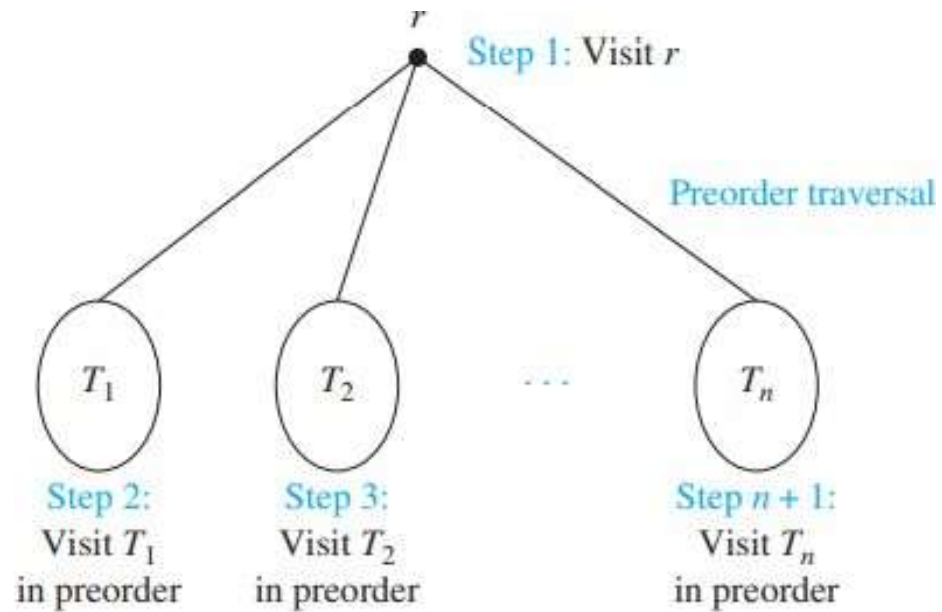 r
Step 1: Visit r
Preorder traversal
T₁
T₂
. . .
Tₙ
Step 2:
Visit T₁
in preorder
Step 3:
Visit T₂
in preorder
Step n + 1:
Visit Tₙ
in preorder